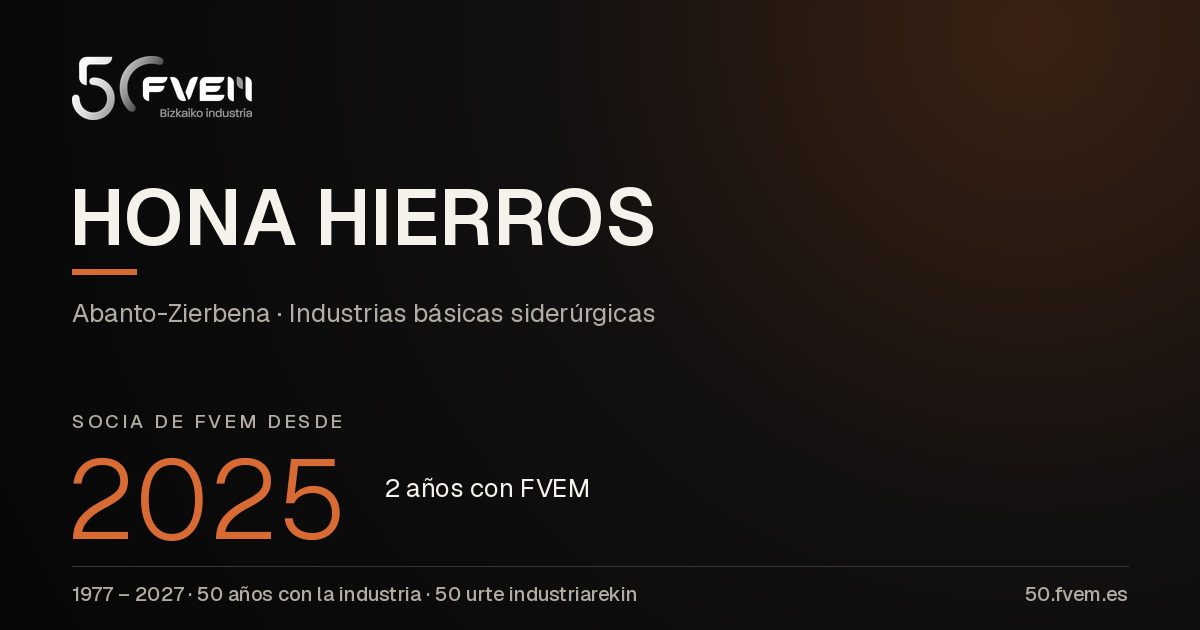 50 FVEM
Bizkaiko industria
HONA HIERROS
Abanto-Zierbena · Industrias básicas siderúrgicas
SOCIA DE FVEM DESDE
2025
2 años con FVEM
1977 – 2027 · 50 años con la industria · 50 urte industriarekin
50.fvem.es